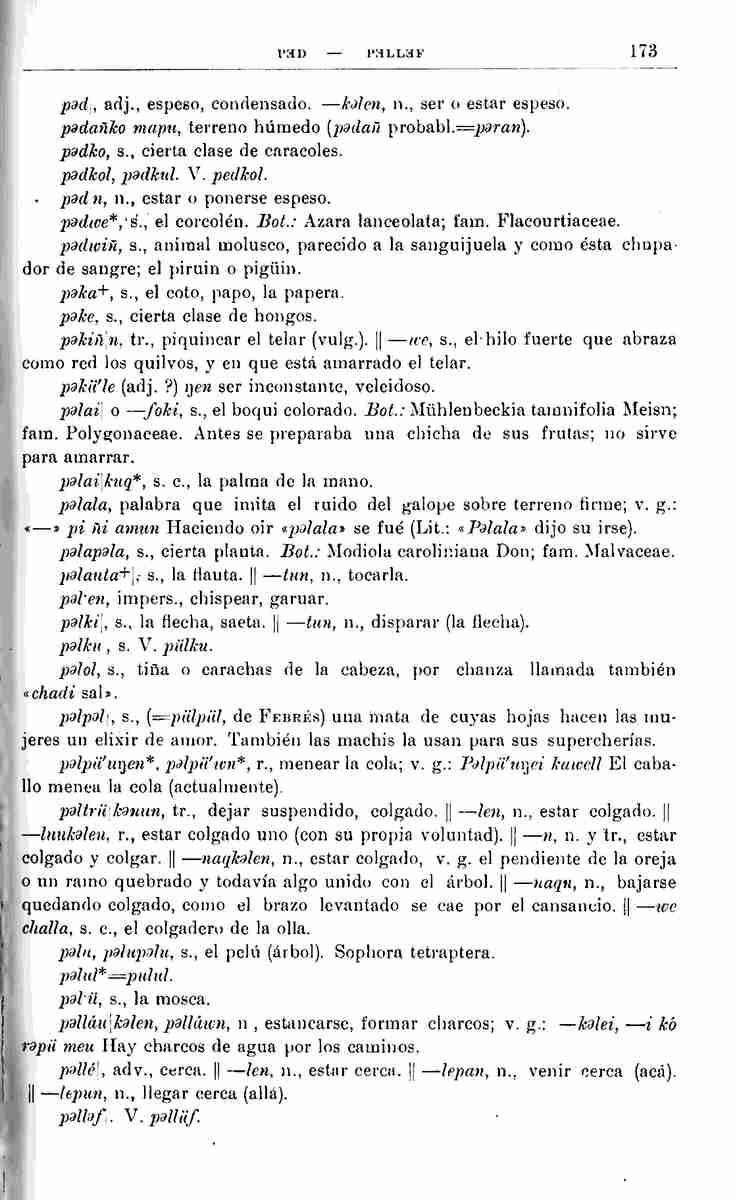 PƏD — PƏLLƏF 173
pəd|, adj., espeso, condensado. —kəlen, n., ser o estar espeso.
pədañko mapu, terreno húmedo (pədañ probabl.=pəran).
pədko, s., cierta clase de caracoles.
pədkol, pədkul. V. pedkol.
pəd n, n., estar o ponerse espeso.
pədwe*, s., el corcolén. Bot.: Azara lanceolata; fam. Flacourtiaceae.
pədwiñ, s., animal molusco, parecido a la sanguijuela y como ésta chupa-
dor de sangre; el piruin o pigüin.
pəka+, s., el coto, papo, la papera.
pəke, s., cierta clase de hongos.
pəkiñ|n, tr., piquincar el telar (vulg.). || —we, s., el hilo fuerte que abraza
como red los quilvos, y en que está amarrado el telar.
pəkü'le (adj. ?) ŋen ser inconstante, veleidoso.
pəlai| o —foki, s., el boqui colorado. Bot.: Mühlenbeckia tamnifolia Meisn;
fam. Polygonaceae. Antes se preparaba una chicha de sus frutas; no sirve
para amarrar.
pəlai|kuq*, s. c., la palma de la mano.
pəlala, palabra que imita el ruido del galope sobre terreno firme; v. g.:
«—» pi ñi amun Haciendo oir «pəlala» se fué (Lit.: «Pəlala» dijo su irse).
pəlapəla, s., cierta planta. Bot.: Modiola caroliniana Don; fam. Malvaceae.
pəlauta+|, s., la flauta. || —tun, n., tocarla.
pəl·en, impers., chispear, garuar.
pəlki|, s., la flecha, saeta. || —tun, n., disparar (la flecha).
pəlku , s. V. pülku.
pəlol, s., tiña o carachas de la cabeza, por chanza llamada también
«chadi sal».
pəlpəl|, s., (=pülpül, de FEBRÉS) una mata de cuyas hojas hacen las mu-
jeres un elixir de amor. También las machis la usan para sus supercherías.
pəlpü'uŋen*, pəlpü'wn*, r., menear la cola; v. g.: Pəlpü'uŋei kawell El caba-
llo menea la cola (actualmente).
pəltrü|kənun, tr., dejar suspendido, colgado. || —len, n., estar colgado. ||
—luukəlen, r., estar colgado uno (con su propia voluntad). || —n, n. y tr., estar
colgado y colgar. || —naqkəlen, n., estar colgado, v. g. el pendiente de la oreja
o un ramo quebrado y todavía algo unido con el árbol. || —naqn, n., bajarse
quedando colgado, como el brazo levantado se cae por el cansancio. || —we
challa, s. c., el colgadero de la olla.
pəlu, pəlupəlu, s., el pelú (árbol). Sophora tetraptera.
pəlul*=pulul.
pəl·ü, s., la mosca.
pəlláu|kəlen, pəlláwn, n , estancarse, formar charcos; v. g.: —kəlei, —i kó
rəpü meu Hay charcos de agua por los caminos.
pəllé|, adv., cerca. || —len, n., estar cerca. || —lepan, n., venir cerca (acá).
|| —lepun, n., llegar cerca (allá).
pəlləf|. V. pəllüf.